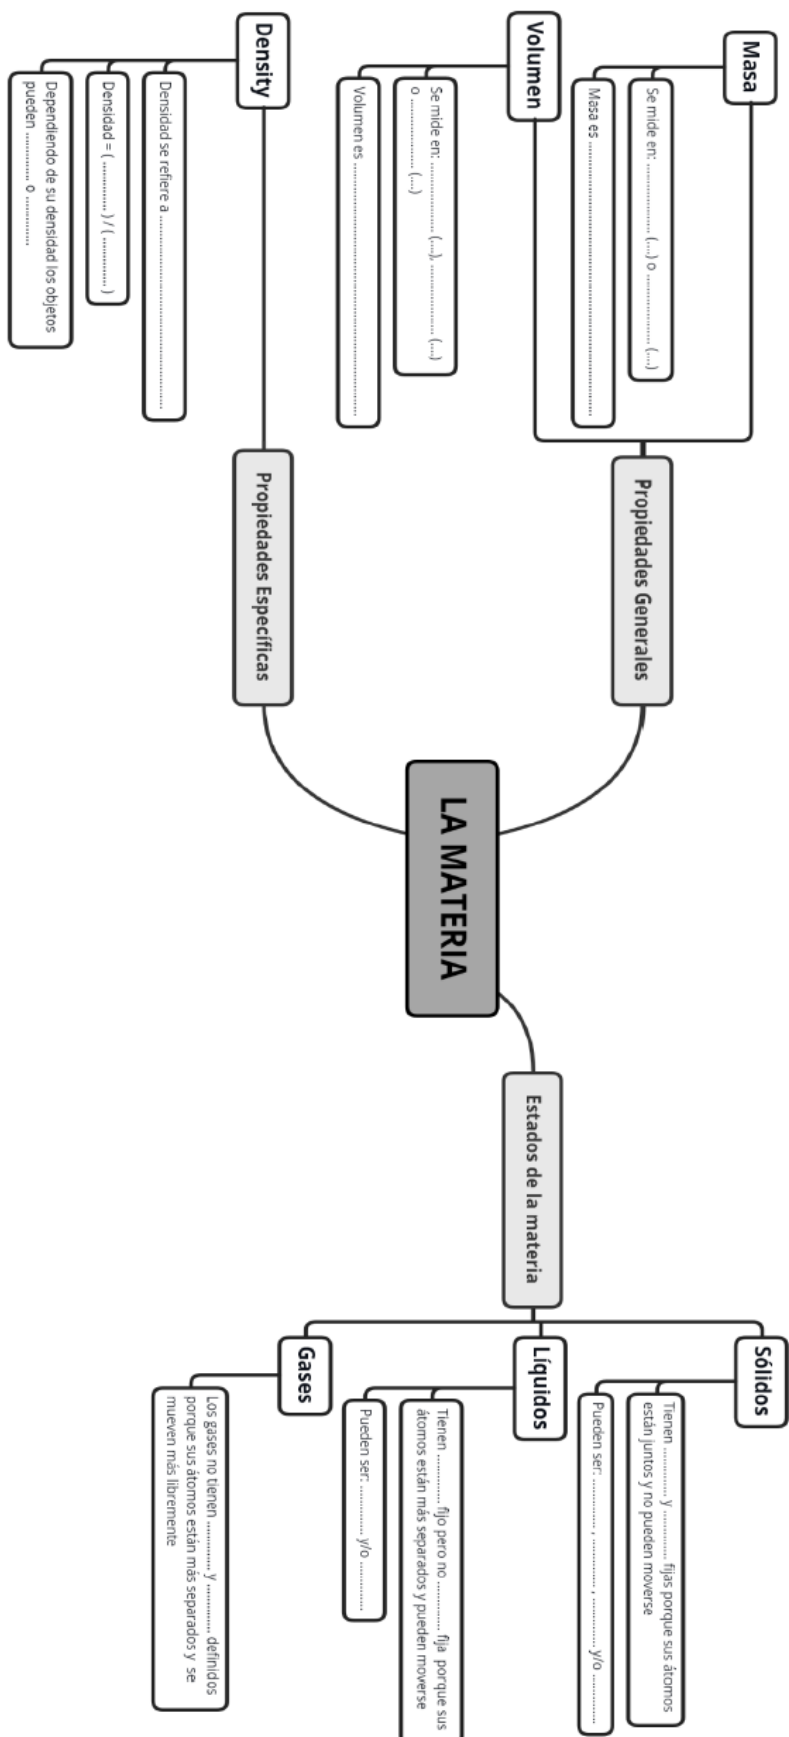 LA MATERIA
Propiedades Generales
Masa
Se mide en: .................... (....) o .................... (....)
Masa es ................................................................................
Volumen
Se mide en: .................... (....), .................... (....)
o .................... (....)
Volumen es ................................................................................
Propiedades Específicas
Density
Densidad se refiere a ............................................................
Densidad = ( .............. ) / ( .............. )
Dependiendo de su densidad los objetos
pueden .............. o ..............
Estados de la materia
Sólidos
Tienen .............. y .............. fijas porque sus átomos
están juntos y no pueden moverse
Pueden ser: .............. , .............. , .............. y/o ..............
Líquidos
Tienen .............. fijo pero no .............. fija porque sus
átomos están más separados y pueden moverse
Pueden ser: .............. y/o ..............
Gases
Los gases no tienen .............. y .............. definidos
porque sus átomos están más separados y se
mueven más libremente